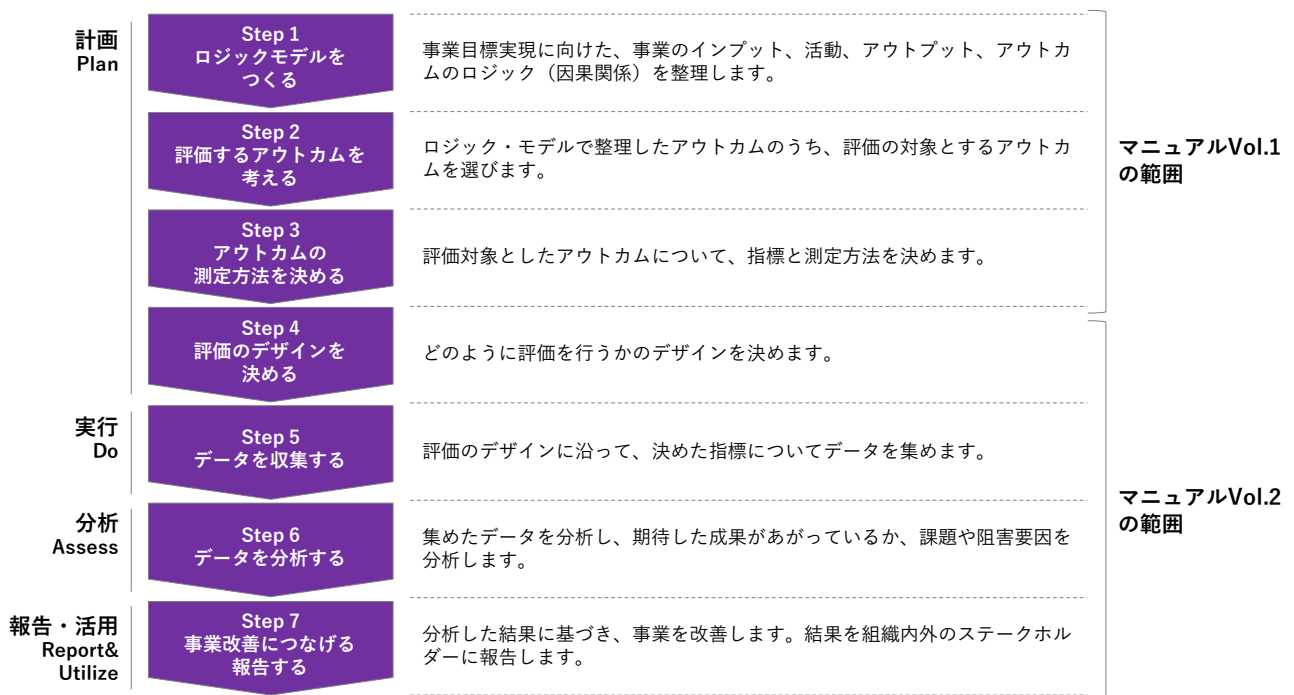 計画
Plan
Step 1
ロジックモデルを
つくる
事業目標実現に向けた、事業のインプット、活動、アウトプット、アウトカ
ムのロジック（因果関係）を整理します。
Step 2
評価するアウトカムを
考える
ロジック・モデルで整理したアウトカムのうち、評価の対象とするアウトカ
ムを選びます。
マニュアルVol.1
の範囲
Step 3
アウトカムの
測定方法を決める
評価対象としたアウトカムについて、指標と測定方法を決めます。
Step 4
評価のデザインを
決める
どのように評価を行うかのデザインを決めます。
実行
Do
Step 5
データを収集する
評価のデザインに沿って、決めた指標についてデータを集めます。
マニュアルVol.2
の範囲
分析
Assess
Step 6
データを分析する
集めたデータを分析し、期待した成果があがっているか、課題や阻害要因を
分析します。
報告・活用
Report&
Utilize
Step 7
事業改善につなげる
報告する
分析した結果に基づき、事業を改善します。結果を組織内外のステークホル
ダーに報告します。